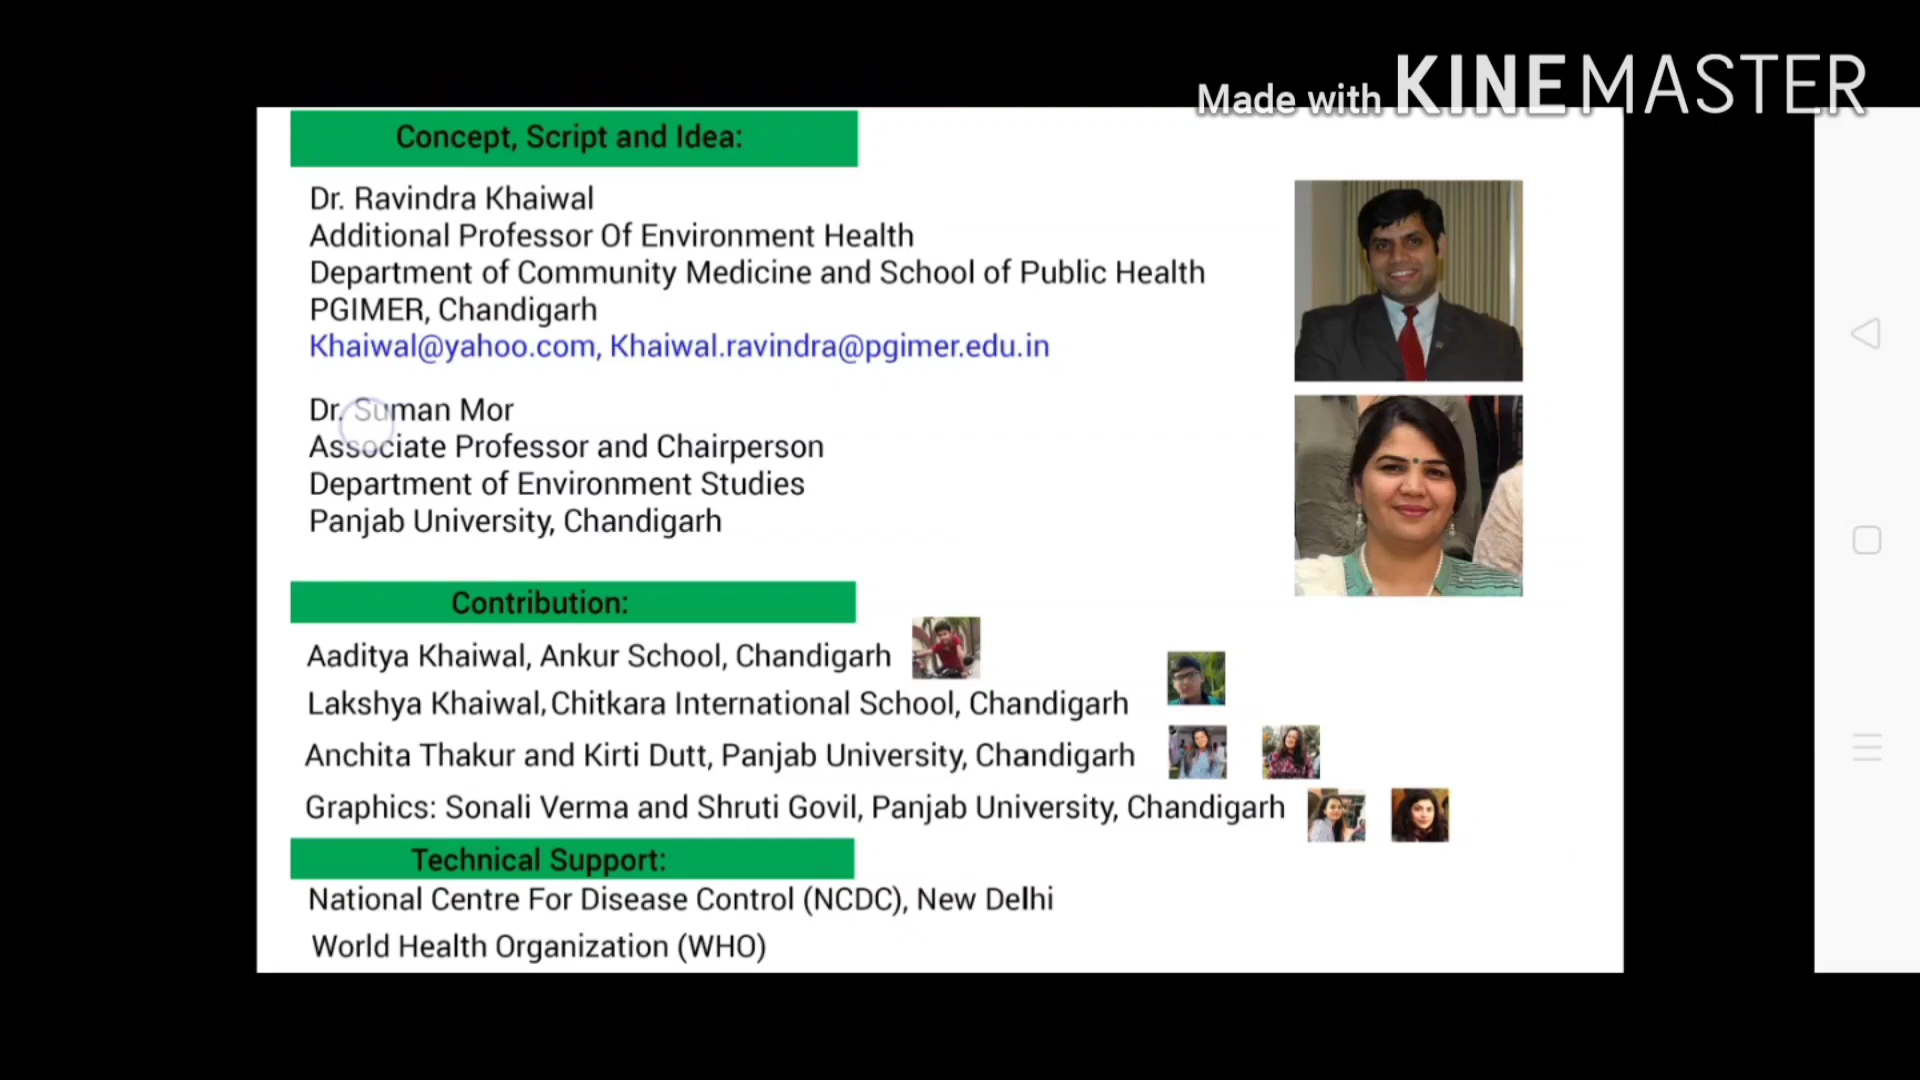 Made with KINEMASTER
Concept, Script and Idea:
Dr. Ravindra Khaiwal
Additional Professor Of Environment Health
Department of Community Medicine and School of Public Health
PGIMER, Chandigarh
Khaiwal@yahoo.com, Khaiwal.ravindra@pgimer.edu.in
Dr. Suman Mor
Associate Professor and Chairperson
Department of Environment Studies
Panjab University, Chandigarh
Contribution:
Aaditya Khaiwal, Ankur School, Chandigarh
Lakshya Khaiwal, Chitkara International School, Chandigarh
Anchita Thakur and Kirti Dutt, Panjab University, Chandigarh
Graphics: Sonali Verma and Shruti Govil, Panjab University, Chandigarh
Technical Support:
National Centre For Disease Control (NCDC), New Delhi
World Health Organization (WHO)